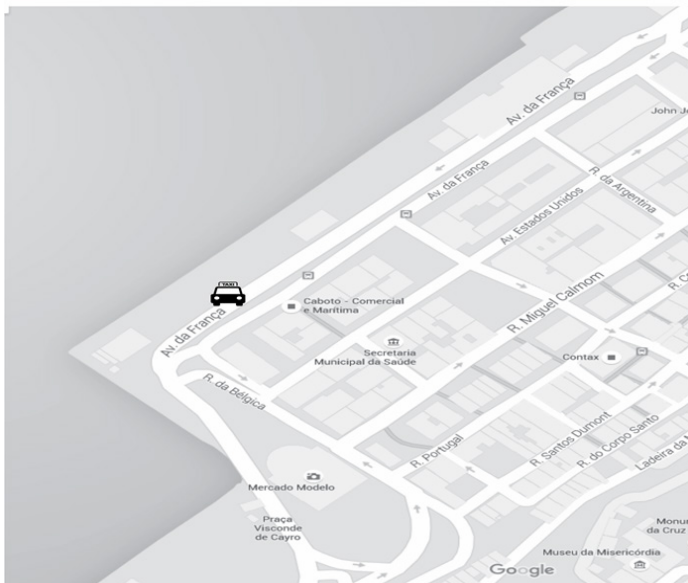 Av. da França
John J
Av. da França
R. da Argentina
Av. Estados Unidos
TAXI
Caboto - Comercial
e Marítima
R. Miguel Calmom
Av. da França
Secretaria
Municipal da Saúde
Contax
R. C
R. da Bélgica
R. Santos Dumont
R. do Corpo Santo
R. Portugal
Ladeira da
Mercado Modelo
Praça
Visconde
de Cayro
Monu
da Cruz
Museu da Misericórdia
Google